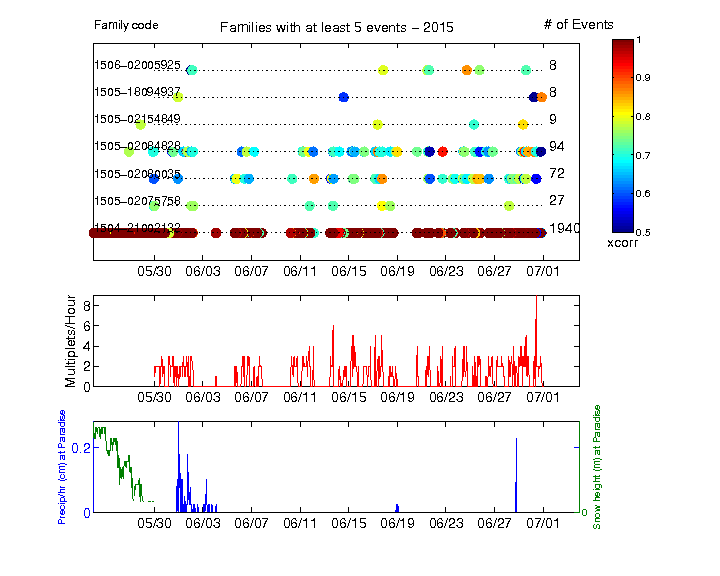 Family code
Families with at least 5 events – 2015
# of Events
1506–02005925 8
1505–18094937 8
1505–02154849 9
1505–02084828 94
1505–02080035 72
1505–02075758 27
1504–21002132 1940
05/30 06/03 06/07 06/11 06/15 06/19 06/23 06/27 07/01
1
0.9
0.8
0.7
0.6
0.5
xcorr
Multiplets/Hour
8
6
4
2
0
05/30 06/03 06/07 06/11 06/15 06/19 06/23 06/27 07/01
Precip/hr (cm) at Paradise
0.2
0
05/30 06/03 06/07 06/11 06/15 06/19 06/23 06/27 07/01
0
Snow height (m) at Paradise